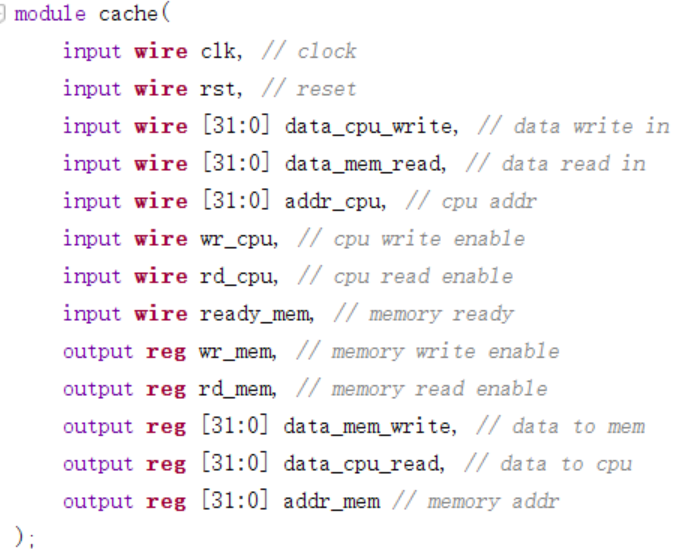 module cache(
input wire clk, // clock
input wire rst, // reset
input wire [31:0] data_cpu_write, // data write in
input wire [31:0] data_mem_read, // data read in
input wire [31:0] addr_cpu, // cpu addr
input wire wr_cpu, // cpu write enable
input wire rd_cpu, // cpu read enable
input wire ready_mem, // memory ready
output reg wr_mem, // memory write enable
output reg rd_mem, // memory read enable
output reg [31:0] data_mem_write, // data to mem
output reg [31:0] data_cpu_read, // data to cpu
output reg [31:0] addr_mem // memory addr
);